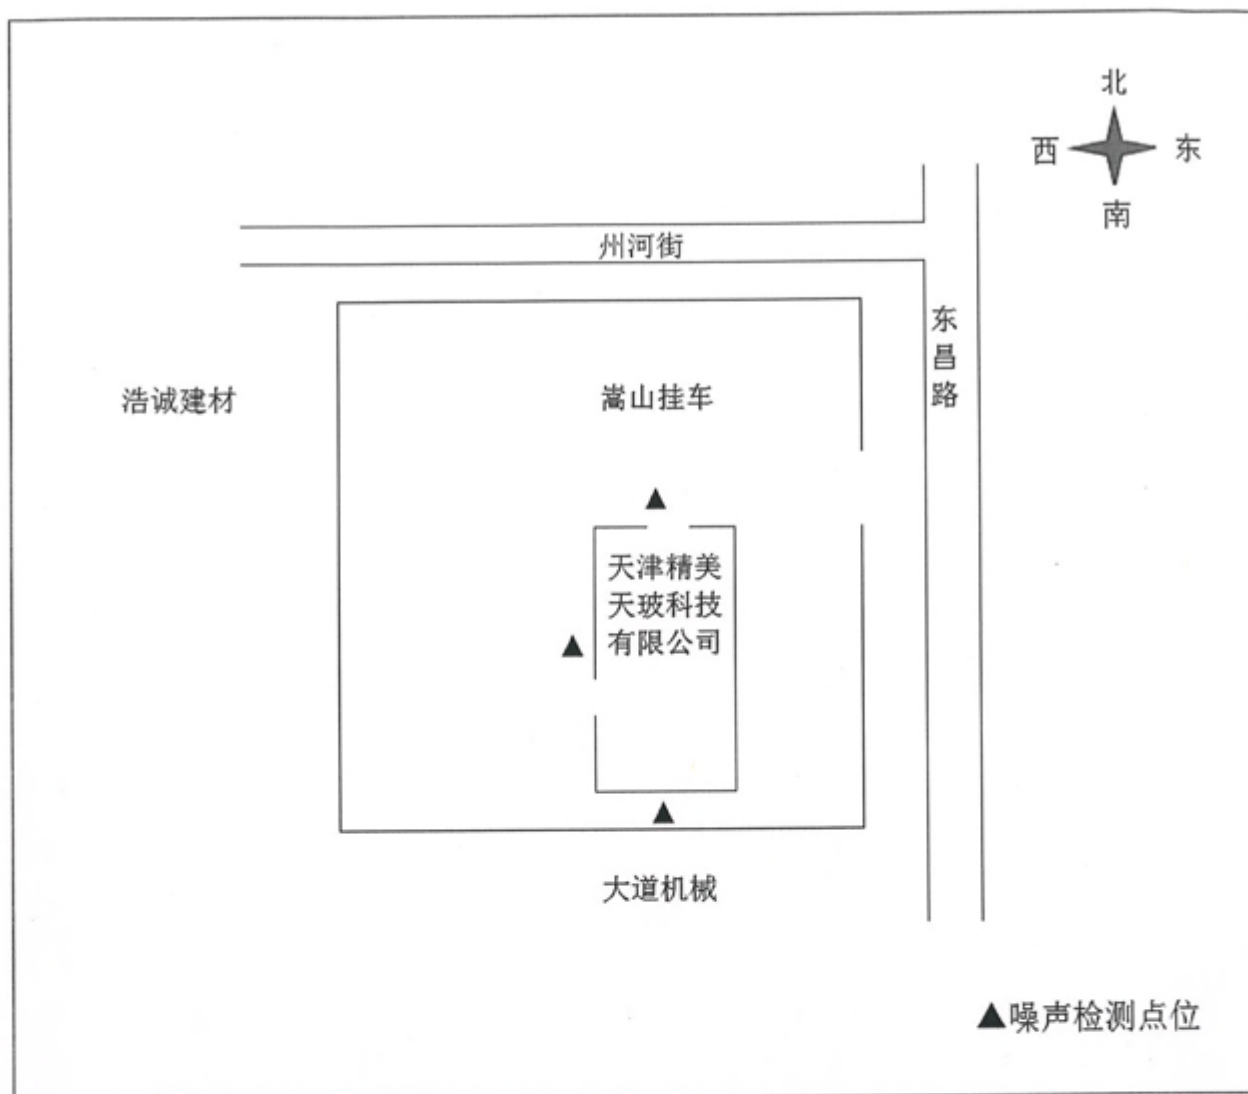 北
西
东
南
州河街
东
昌
路
浩诚建材
嵩山挂车
天津精美
天玻科技
有限公司
大道机械
▲噪声检测点位